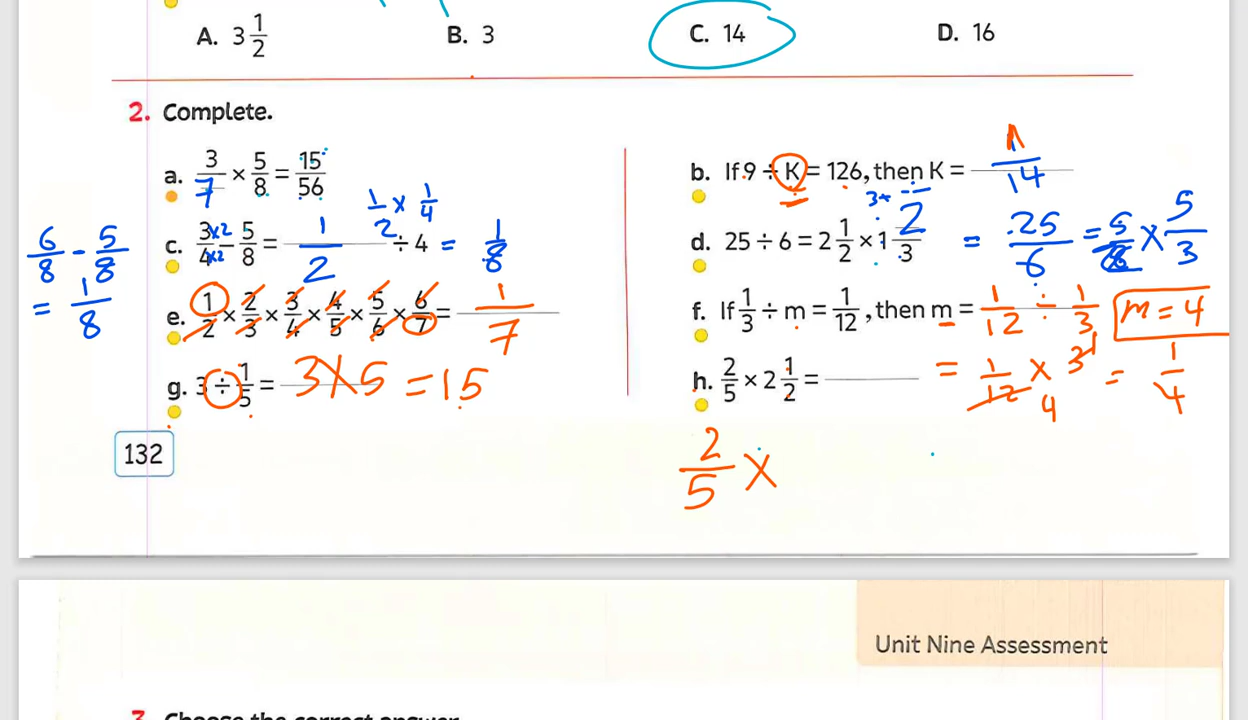 A. 3 1/2 B. 3 C. 14 D. 16
2. Complete.
a. 3/7 × 5/8 = 15/56
b. If 9 ÷ K = 126, then K = 1/14
c. 3×2/4×2 − 5/8 = 1/2 ÷ 4 = 1/8
1/2 × 1/4
6/8 - 5/8
= 1/8
d. 25 ÷ 6 = 2 1/2 × 1 2/3 = 25/6 = 5/2 × 5/3
e. 1/2 × 2/3 × 3/4 × 4/5 × 5/6 × 6/7 = 1/7
f. If 1/3 ÷ m = 1/12, then m = 1/12 ÷ 1/3 m = 4
= 1/12 × 3 = 1/4
g. 3 ÷ 1/5 = 3 × 5 = 15
h. 2/5 × 2 1/2 =
2/5 ×
132
Unit Nine Assessment
3. Choose the correct answer.